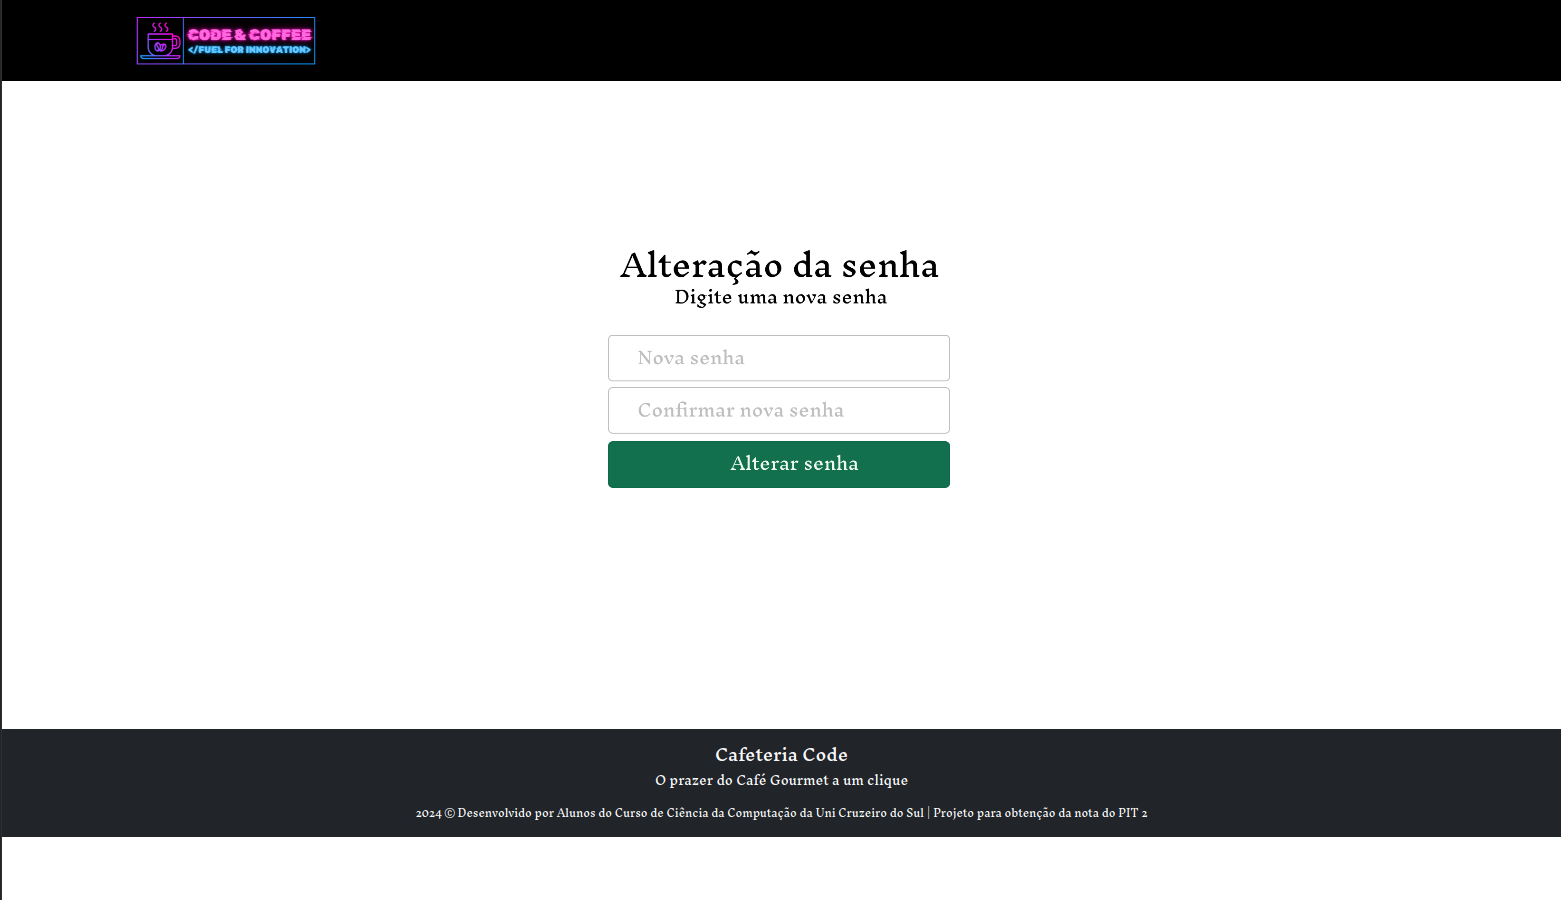 CODE & COFFEE
</FUEL FOR INNOVATION>
Alteração da senha
Digite uma nova senha
Nova senha
Confirmar nova senha
Alterar senha
Cafeteria Code
O prazer do Café Gourmet a um clique
2024 © Desenvolvido por Alunos do Curso de Ciência da Computação da Uni Cruzeiro do Sul | Projeto para obtenção da nota do PIT 2